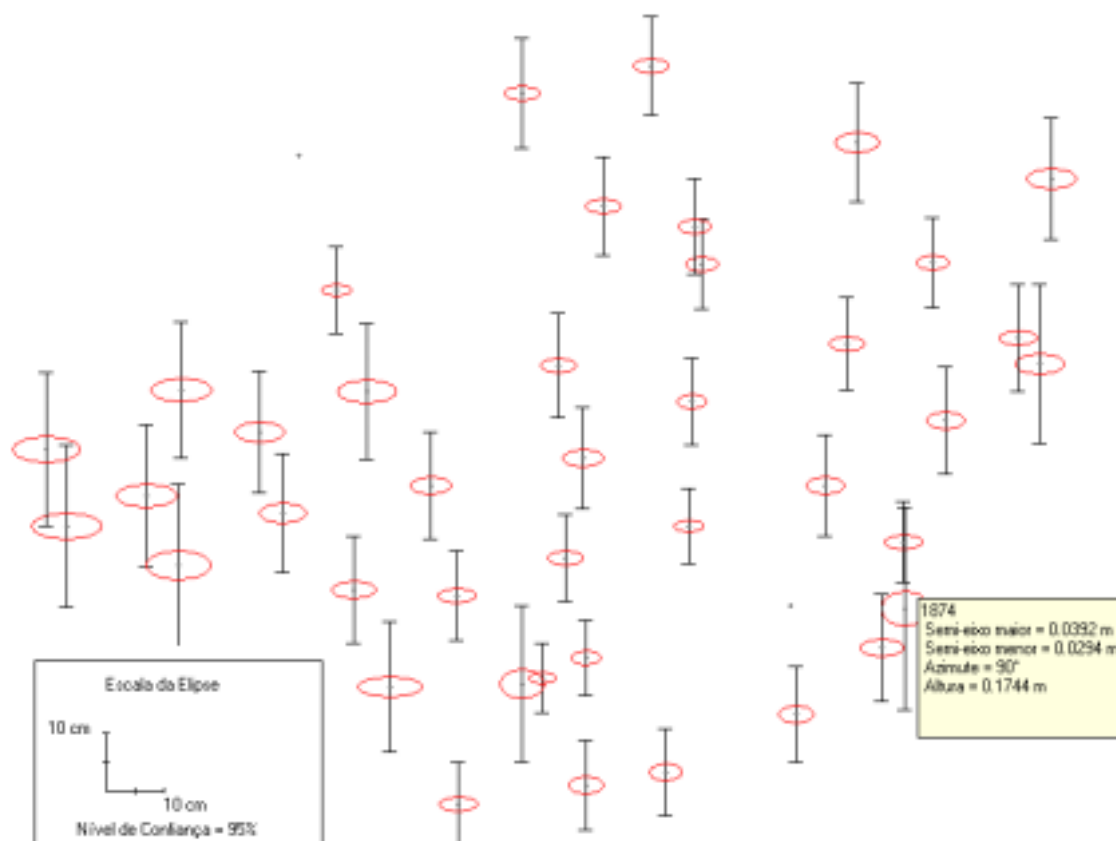 1874
Semi-eixo maior = 0.0392 m
Semi-eixo menor = 0.0294 m
Azimute = 90°
Altura = 0.1744 m
Escala da Elipse
10 cm
10 cm
Nível de Confiança = 95%